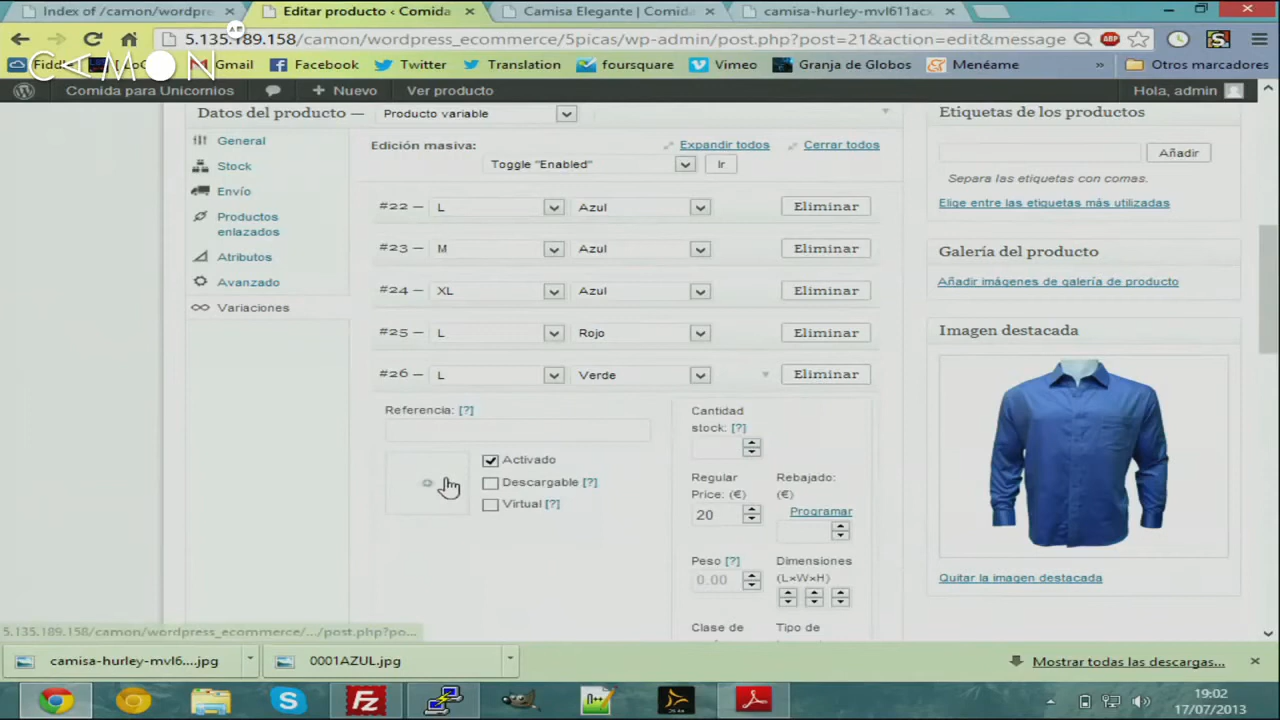 Index of /camon/wordpre
Editar producto ‹ Comida
Camisa Elegante | Comida
camisa-hurley-mvl611acx
5.135.189.158/camon/wordpress_ecommerce/5picas/wp-admin/post.php?post=21&action=edit&message
CAMON
Gmail
Facebook
Twitter
Translation
foursquare
Vimeo
Granja de Globos
Menéame
»
Otros marcadores
Comida para Unicornios
+ Nuevo
Ver producto
Hola, admin
Datos del producto —
Producto variable
Etiquetas de los productos
General
Stock
Envío
Productos enlazados
Atributos
Avanzado
Variaciones
Edición masiva:
Expandir todos
Cerrar todos
Toggle "Enabled"
Ir
#22 — L Azul Eliminar
#23 — M Azul Eliminar
#24 — XL Azul Eliminar
#25 — L Rojo Eliminar
#26 — L Verde Eliminar
Referencia: [?]
Activado
Descargable [?]
Virtual [?]
Cantidad
stock: [?]
Regular
Price: (€)
20
Rebajado:
(€)
Programar
Peso [?]
0.00
Dimensiones
(L×W×H)
Clase de
Tipo de
Añadir
Separa las etiquetas con comas.
Elige entre las etiquetas más utilizadas
Galería del producto
Añadir imágenes de galería de producto
Imagen destacada
Quitar la imagen destacada
5.135.189.158/camon/wordpress_ecommerce/.../post.php?po...
camisa-hurley-mvl6....jpg
0001AZUL.jpg
Mostrar todas las descargas...
19:02
17/07/2013